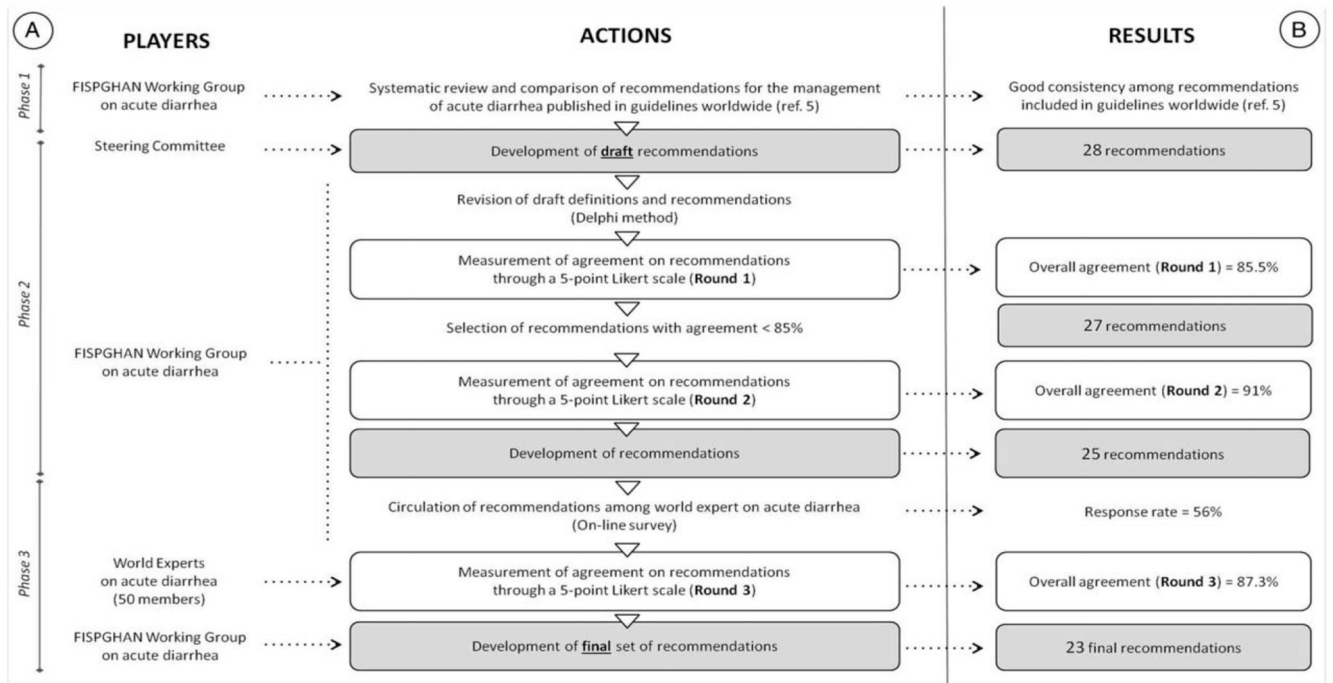 A
PLAYERS
ACTIONS
RESULTS
B
Phase 1
FISPGHAN Working Group
on acute diarrhea
Systematic review and comparison of recommendations for the management
of acute diarrhea published in guidelines worldwide (ref. 5)
Good consistency among recommendations
included in guidelines worldwide (ref. 5)
Phase 2
Steering Committee
Development of draft recommendations
28 recommendations
Revision of draft definitions and recommendations
(Delphi method)
Measurement of agreement on recommendations
through a 5-point Likert scale (Round 1)
Overall agreement (Round 1) = 85.5%
Selection of recommendations with agreement < 85%
27 recommendations
FISPGHAN Working Group
on acute diarrhea
Measurement of agreement on recommendations
through a 5-point Likert scale (Round 2)
Overall agreement (Round 2) = 91%
Development of recommendations
25 recommendations
Phase 3
Circulation of recommendations among world expert on acute diarrhea
(On-line survey)
Response rate = 56%
World Experts
on acute diarrhea
(50 members)
Measurement of agreement on recommendations
through a 5-point Likert scale (Round 3)
Overall agreement (Round 3) = 87.3%
FISPGHAN Working Group
on acute diarrhea
Development of final set of recommendations
23 final recommendations